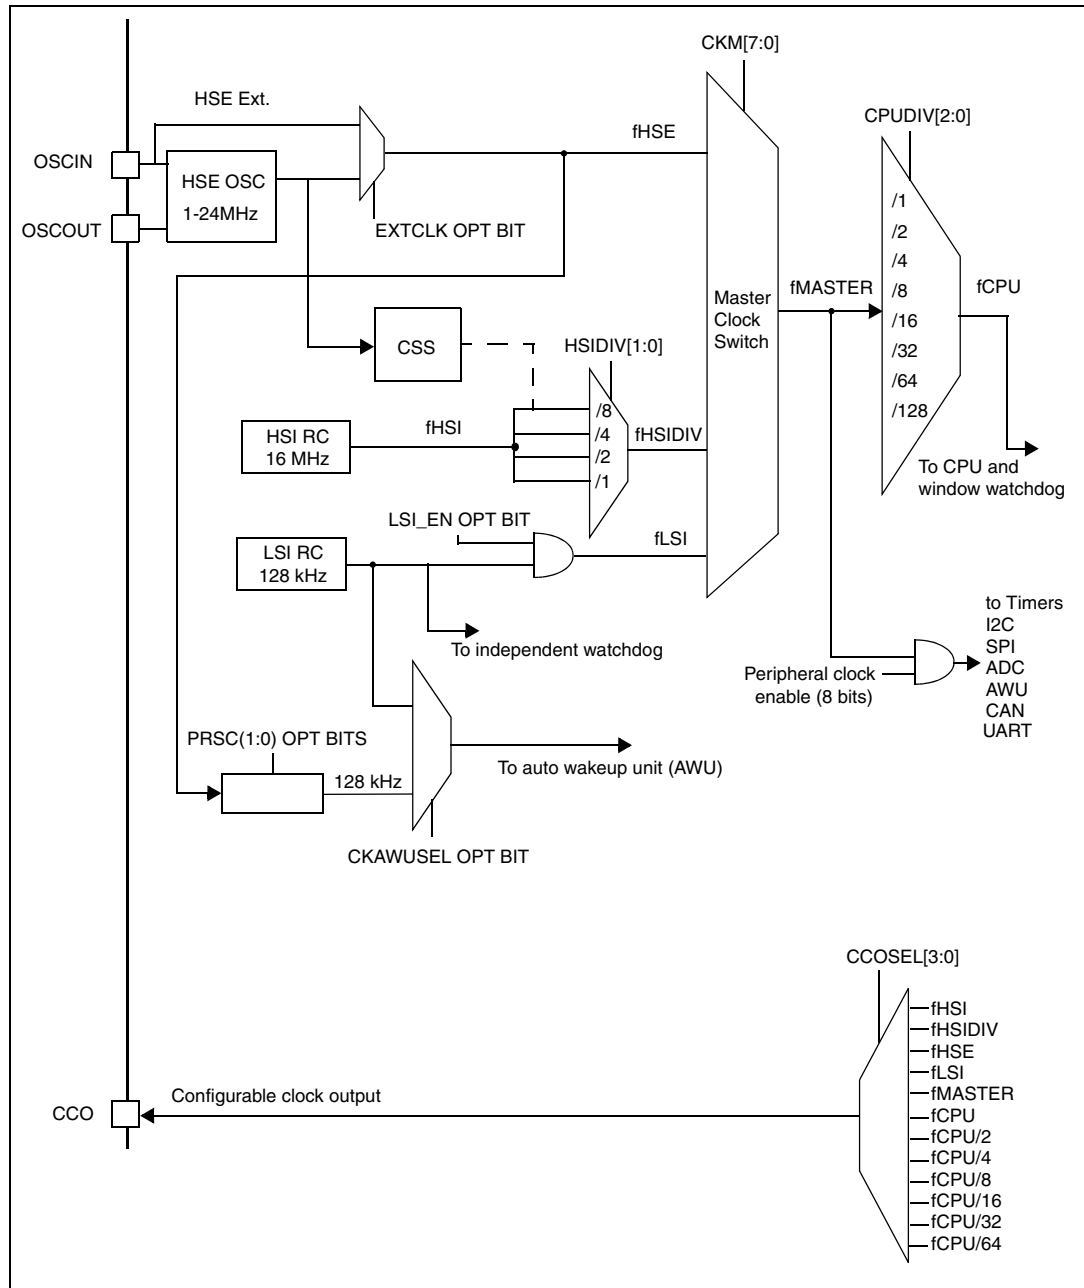 CKM[7:0]
HSE Ext.
CPUDIV[2:0]
fHSE
OSCIN
HSE OSC
1-24MHz
OSCOUT
EXTCLK OPT BIT
/1
/2
/4
/8
/16
/32
/64
/128
fMASTER
fCPU
Master
Clock
Switch
CSS
HSIDIV[1:0]
HSI RC
16 MHz
fHSI
/8
/4
/2
/1
fHSIDIV
To CPU and
window watchdog
LSI_EN OPT BIT
LSI RC
128 kHz
fLSI
To independent watchdog
to Timers
I2C
SPI
ADC
AWU
CAN
UART
Peripheral clock
enable (8 bits)
PRSC(1:0) OPT BITS
128 kHz
To auto wakeup unit (AWU)
CKAWUSEL OPT BIT
CCOSEL[3:0]
fHSI
fHSIDIV
fHSE
fLSI
fMASTER
fCPU
fCPU/2
fCPU/4
fCPU/8
fCPU/16
fCPU/32
fCPU/64
CCO
Configurable clock output